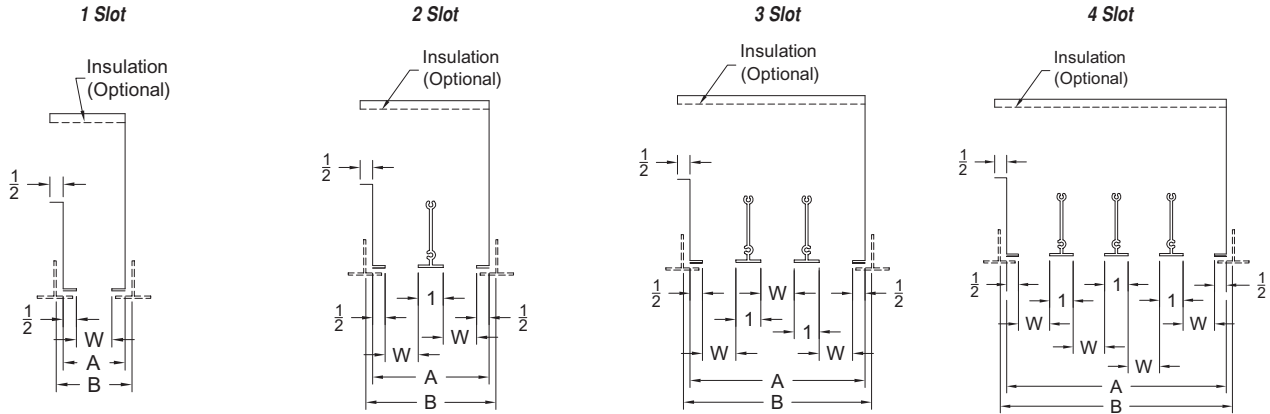 1 Slot
2 Slot
3 Slot
4 Slot
Insulation
(Optional)
1/2
1/2
W
A
B
Insulation
(Optional)
1/2
1/2
1
1/2
W
W
A
B
Insulation
(Optional)
1/2
1/2
W
1/2
1
1
W
W
A
B
Insulation
(Optional)
1/2
1/2
1
1/2
1
1
W
W
W
W
A
B